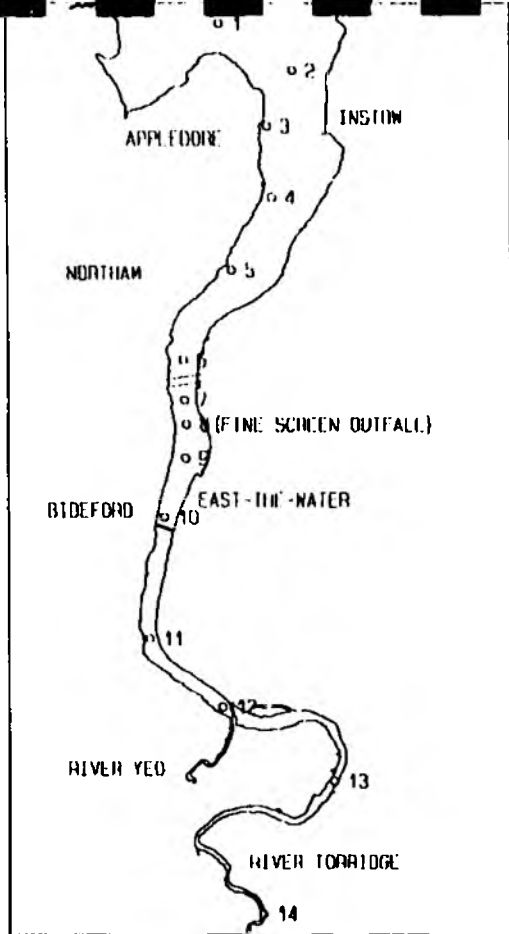 1
2
INSTOW
APPLEDORE
3
4
NORTHAM
5
6
7
8 (FINE SCREEN OUTFALL)
9
EAST-THE-WATER
BIDEFORD
10
11
12
RIVER YEO
13
RIVER TORRIDGE
14